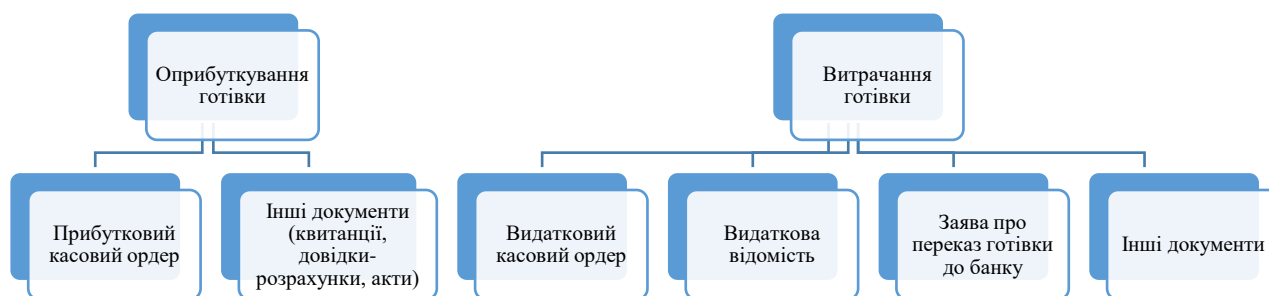 Оприбуткування
готівки
Витрачання
готівки
Прибутковий
касовий ордер
Інші документи
(квитанції,
довідки-
розрахунки, акти)
Видатковий
касовий ордер
Видаткова
відомість
Заява про
переказ готівки
до банку
Інші документи